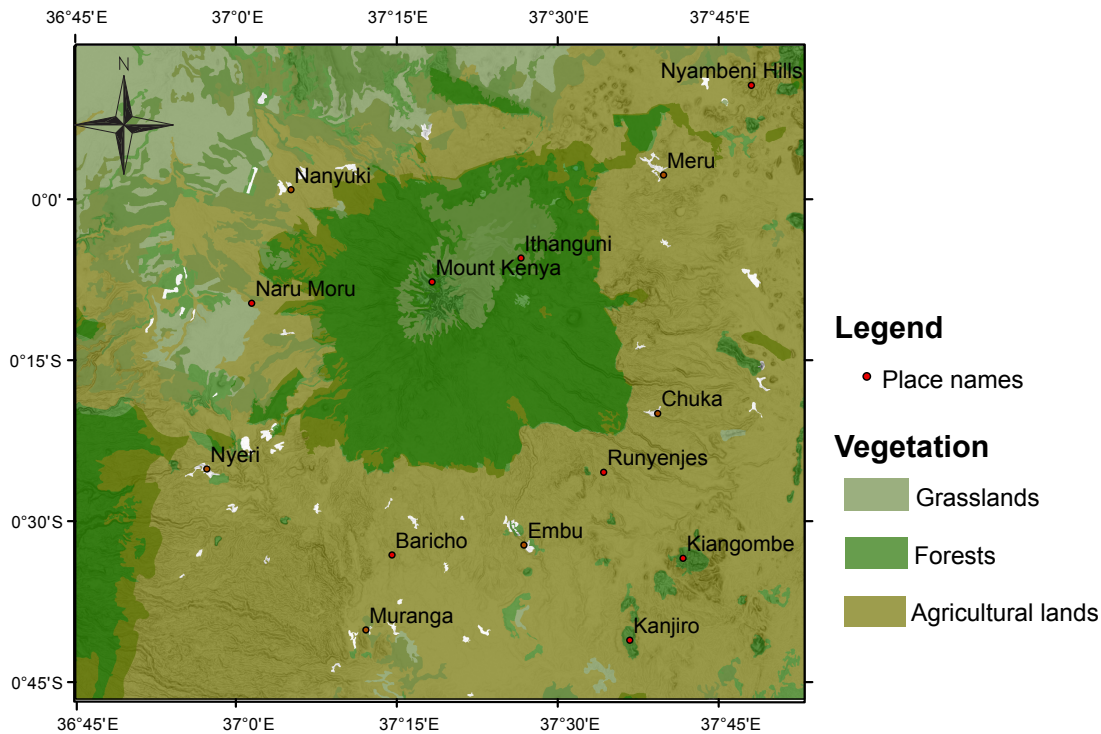 36°45'E 37°0'E 37°15'E 37°30'E 37°45'E
N
Nyambeni Hills
Meru
Nanyuki
0°0'
Ithanguni
Mount Kenya
Naru Moru
Legend
0°15'S
Place names
Chuka
Vegetation
Nyeri
Runyenjes
Grasslands
0°30'S
Embu
Baricho
Kiangombe
Forests
Muranga
Kanjiro
Agricultural lands
0°45'S
36°45'E 37°0'E 37°15'E 37°30'E 37°45'E